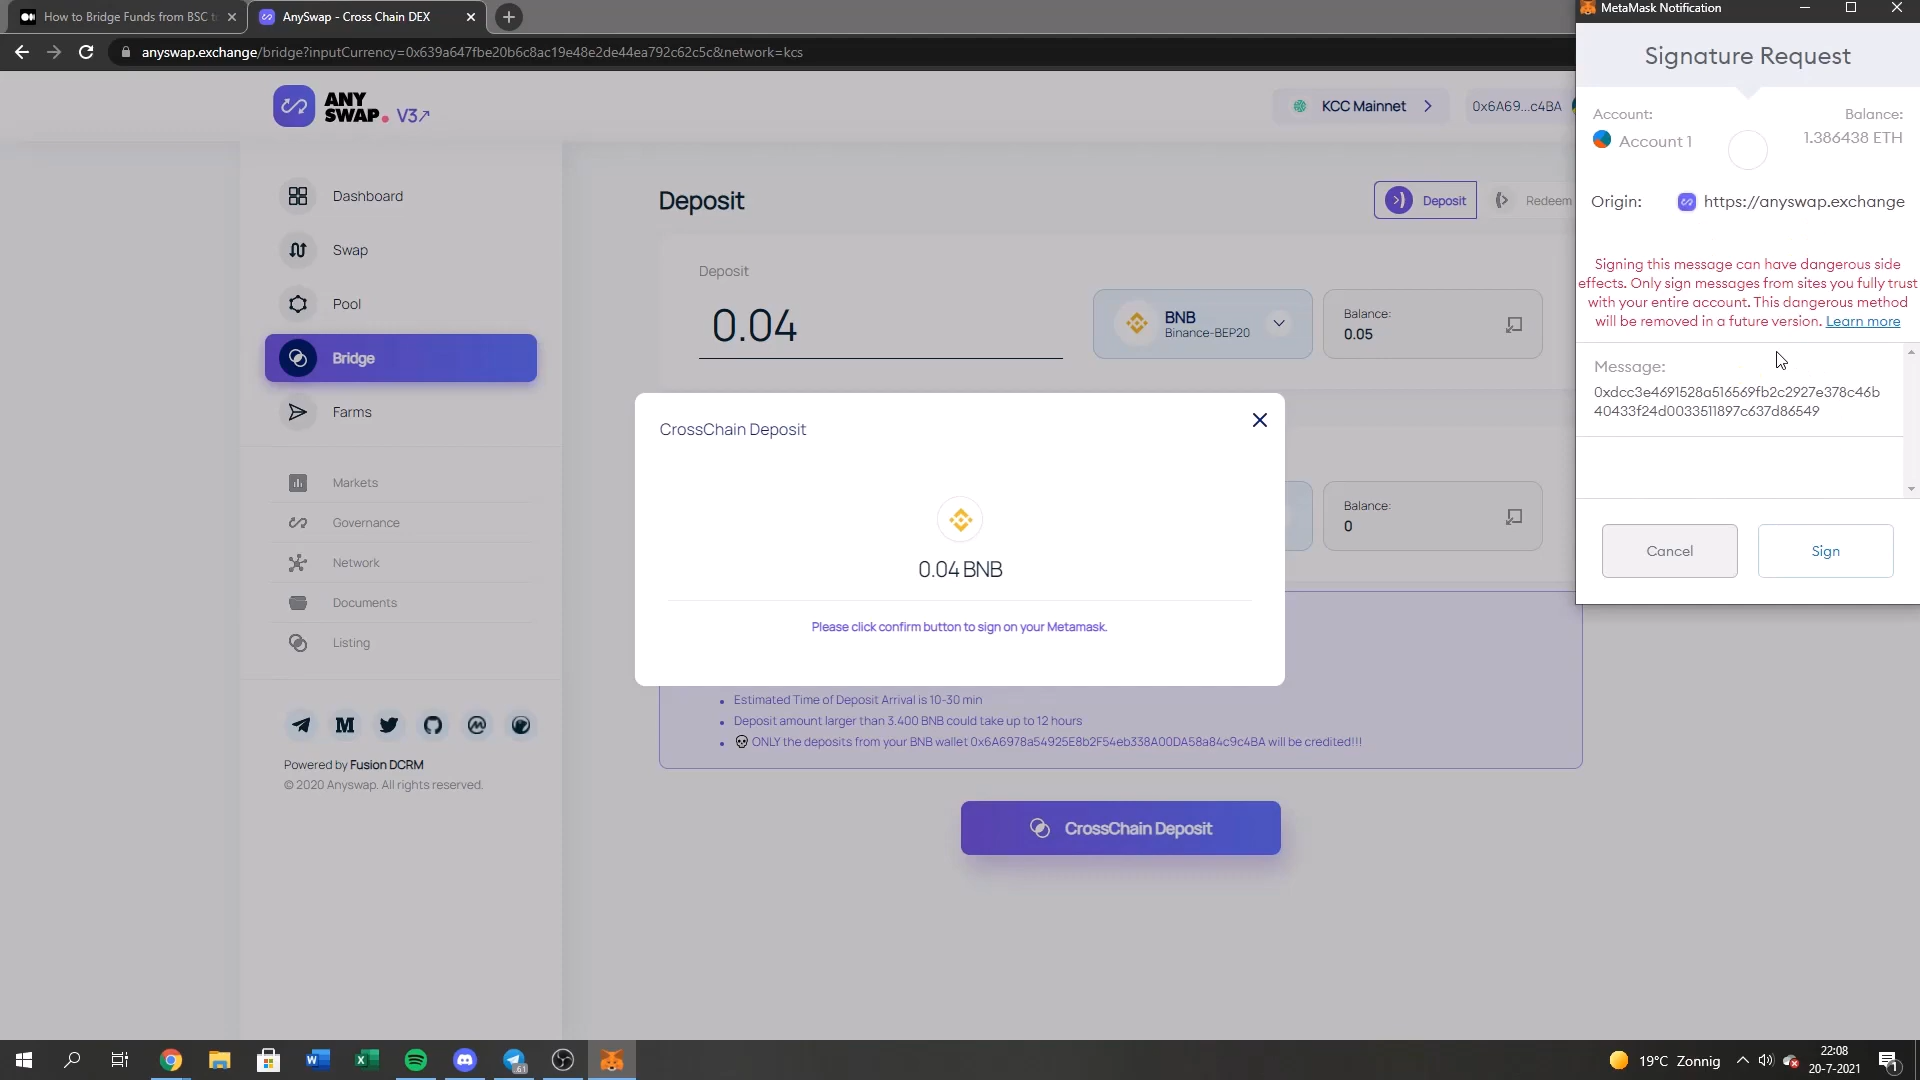 How to Bridge Funds from BSC to
AnySwap - Cross Chain DEX
anyswap.exchange/bridge?inputCurrency=0x639a647fbe20b6c8ac19e48e2de44ea792c62c5c&network=kcs
ANY
SWAP. V3↗
KCC Mainnet
0x6A69...c4BA
Dashboard
Swap
Pool
Bridge
Farms
Markets
Governance
Network
Documents
Listing
Powered by Fusion DCRM
© 2020 Anyswap. All rights reserved.
Deposit
Deposit
Redeem
Deposit
0.04
BNB
Binance-BEP20
Balance:
0.05
Balance:
0
CrossChain Deposit
0.04 BNB
Please click confirm button to sign on your Metamask.
Estimated Time of Deposit Arrival is 10-30 min
Deposit amount larger than 3.400 BNB could take up to 12 hours
💀 ONLY the deposits from your BNB wallet 0x6A6978a54925E8b2F54eb338A00DA58a84c9c4BA will be credited!!!
CrossChain Deposit
MetaMask Notification
Signature Request
Account:
Account 1
Balance:
1.386438 ETH
Origin:
https://anyswap.exchange
Signing this message can have dangerous side
effects. Only sign messages from sites you fully trust
with your entire account. This dangerous method
will be removed in a future version. Learn more
Message:
0xdcc3e4691528a516569fb2c2927e378c46b
40433f24d0033511897c637d86549
Cancel
Sign
61
19°C Zonnig
22:08
20-7-2021
1